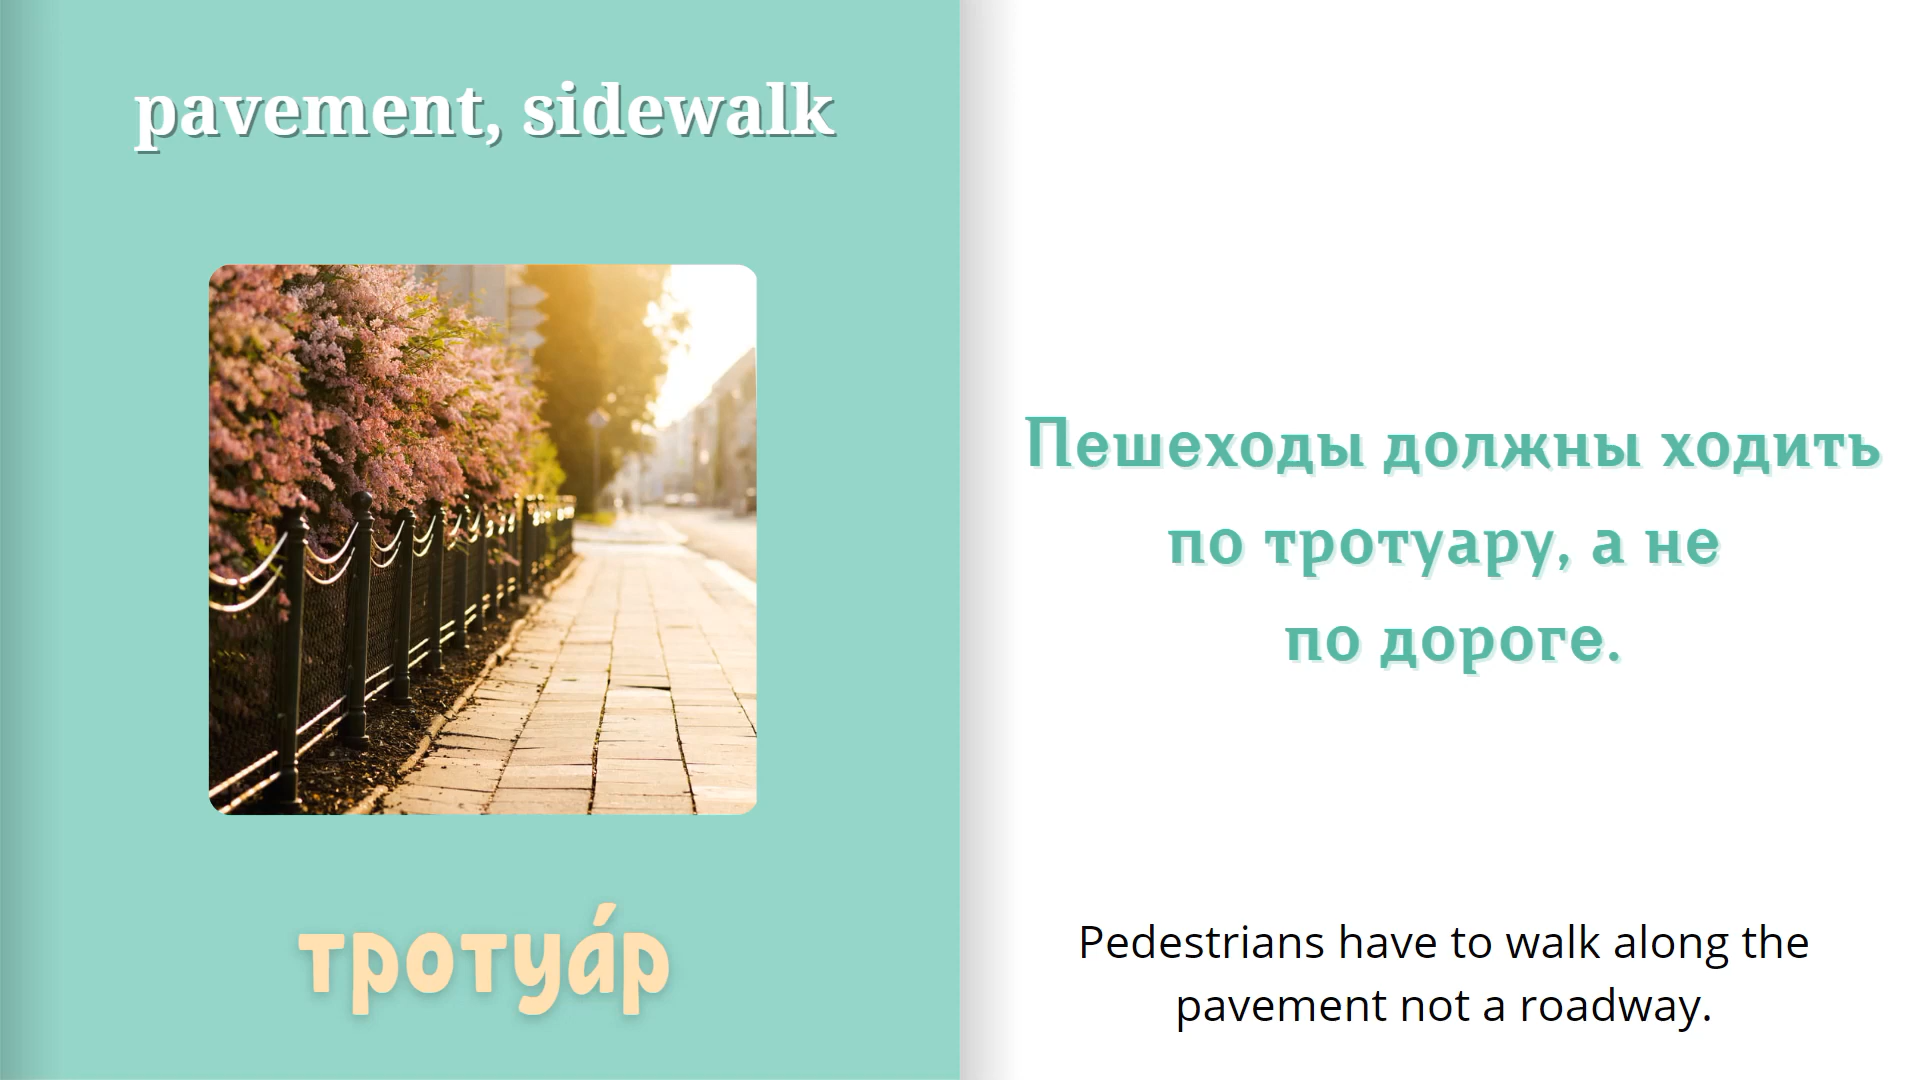 pavement, sidewalk
тротуа́р
Пешеходы должны ходить
по тротуару, а не
по дороге.
Pedestrians have to walk along the
pavement not a roadway.